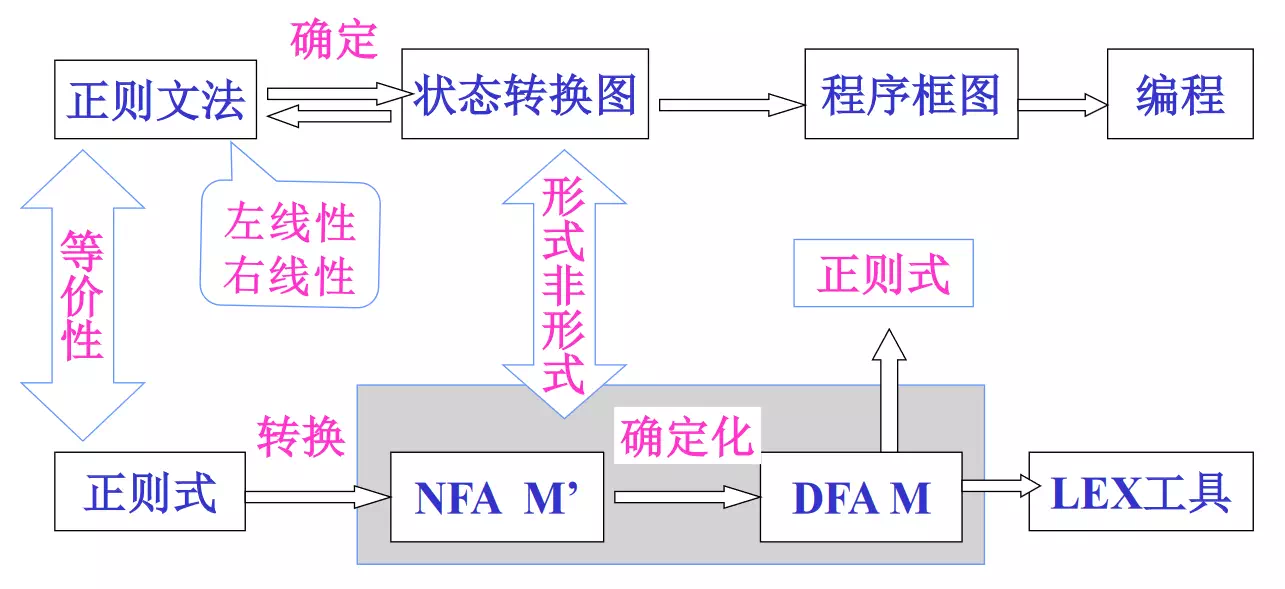 确定
正则文法
状态转换图
程序框图
编程
左线性
右线性
等价性
形式非形式
正则式
转换
确定化
正则式
NFA M’
DFA M
LEX工具